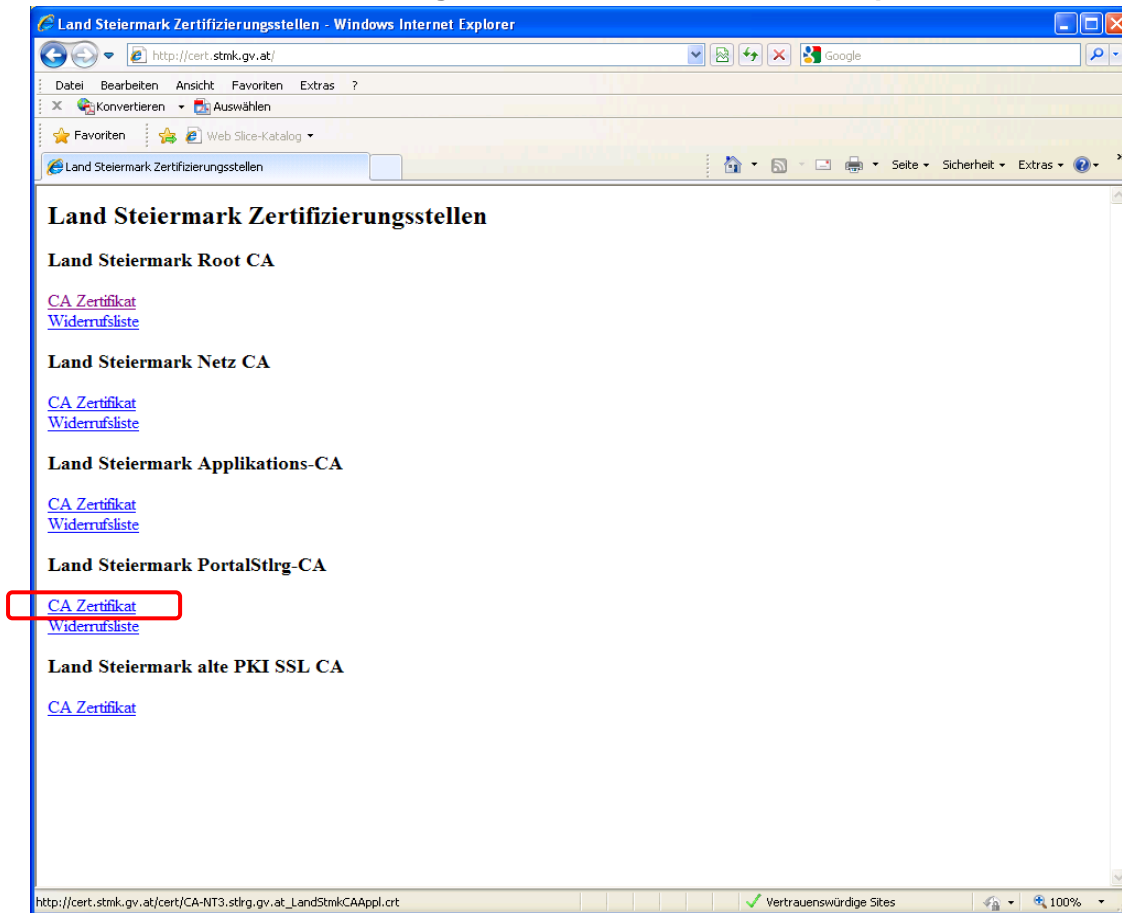 Land Steiermark Zertifizierungsstellen - Windows Internet Explorer
http://cert.stmk.gv.at/
Google
Datei Bearbeiten Ansicht Favoriten Extras ?
x Konvertieren Auswählen
Favoriten Web Slice-Katalog
Land Steiermark Zertifizierungsstellen
Seite Sicherheit Extras
Land Steiermark Zertifizierungsstellen
Land Steiermark Root CA
CA Zertifikat
Widerrufsliste
Land Steiermark Netz CA
CA Zertifikat
Widerrufsliste
Land Steiermark Applikations-CA
CA Zertifikat
Widerrufsliste
Land Steiermark PortalStlrg-CA
CA Zertifikat
Widerrufsliste
Land Steiermark alte PKI SSL CA
CA Zertifikat
http://cert.stmk.gv.at/cert/CA-NT3.stlrg.gv.at_LandStmkCAAppl.crt
Vertrauenswürdige Sites
100%